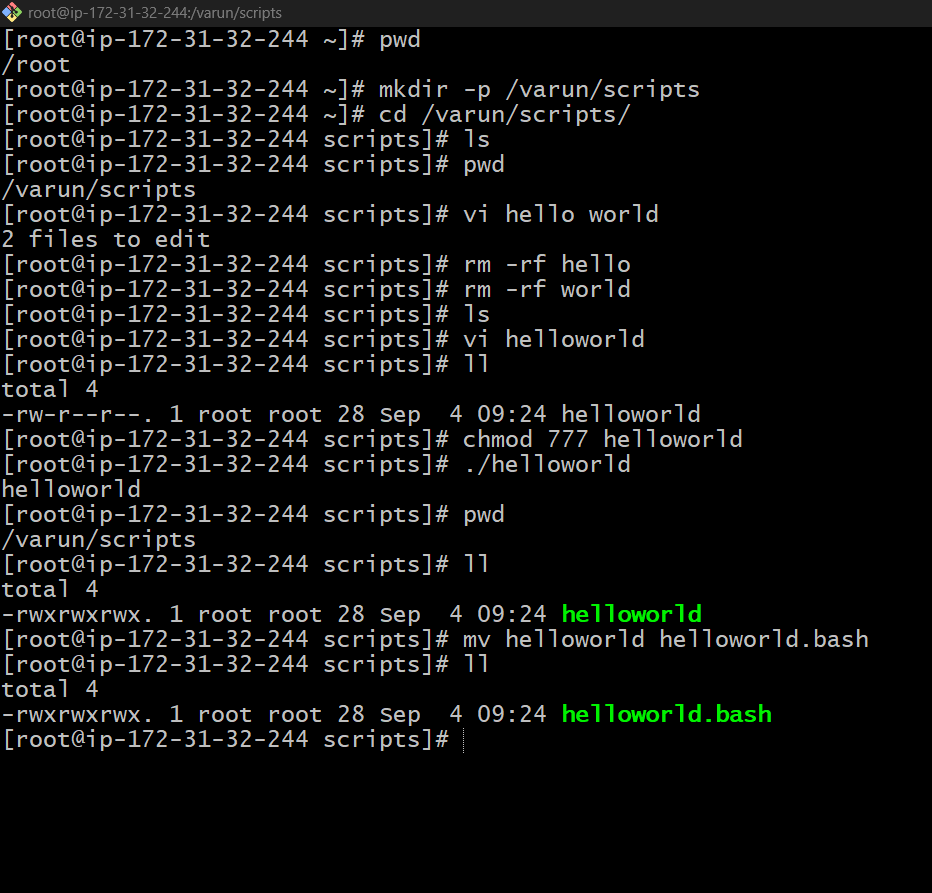 root@ip-172-31-32-244:/varun/scripts
[root@ip-172-31-32-244 ~]# pwd
/root
[root@ip-172-31-32-244 ~]# mkdir -p /varun/scripts
[root@ip-172-31-32-244 ~]# cd /varun/scripts/
[root@ip-172-31-32-244 scripts]# ls
[root@ip-172-31-32-244 scripts]# pwd
/varun/scripts
[root@ip-172-31-32-244 scripts]# vi hello world
2 files to edit
[root@ip-172-31-32-244 scripts]# rm -rf hello
[root@ip-172-31-32-244 scripts]# rm -rf world
[root@ip-172-31-32-244 scripts]# ls
[root@ip-172-31-32-244 scripts]# vi helloworld
[root@ip-172-31-32-244 scripts]# ll
total 4
-rw-r--r--. 1 root root 28 Sep  4 09:24 helloworld
[root@ip-172-31-32-244 scripts]# chmod 777 helloworld
[root@ip-172-31-32-244 scripts]# ./helloworld
helloworld
[root@ip-172-31-32-244 scripts]# pwd
/varun/scripts
[root@ip-172-31-32-244 scripts]# ll
total 4
-rwxrwxrwx. 1 root root 28 Sep  4 09:24 helloworld
[root@ip-172-31-32-244 scripts]# mv helloworld helloworld.bash
[root@ip-172-31-32-244 scripts]# ll
total 4
-rwxrwxrwx. 1 root root 28 Sep  4 09:24 helloworld.bash
[root@ip-172-31-32-244 scripts]#